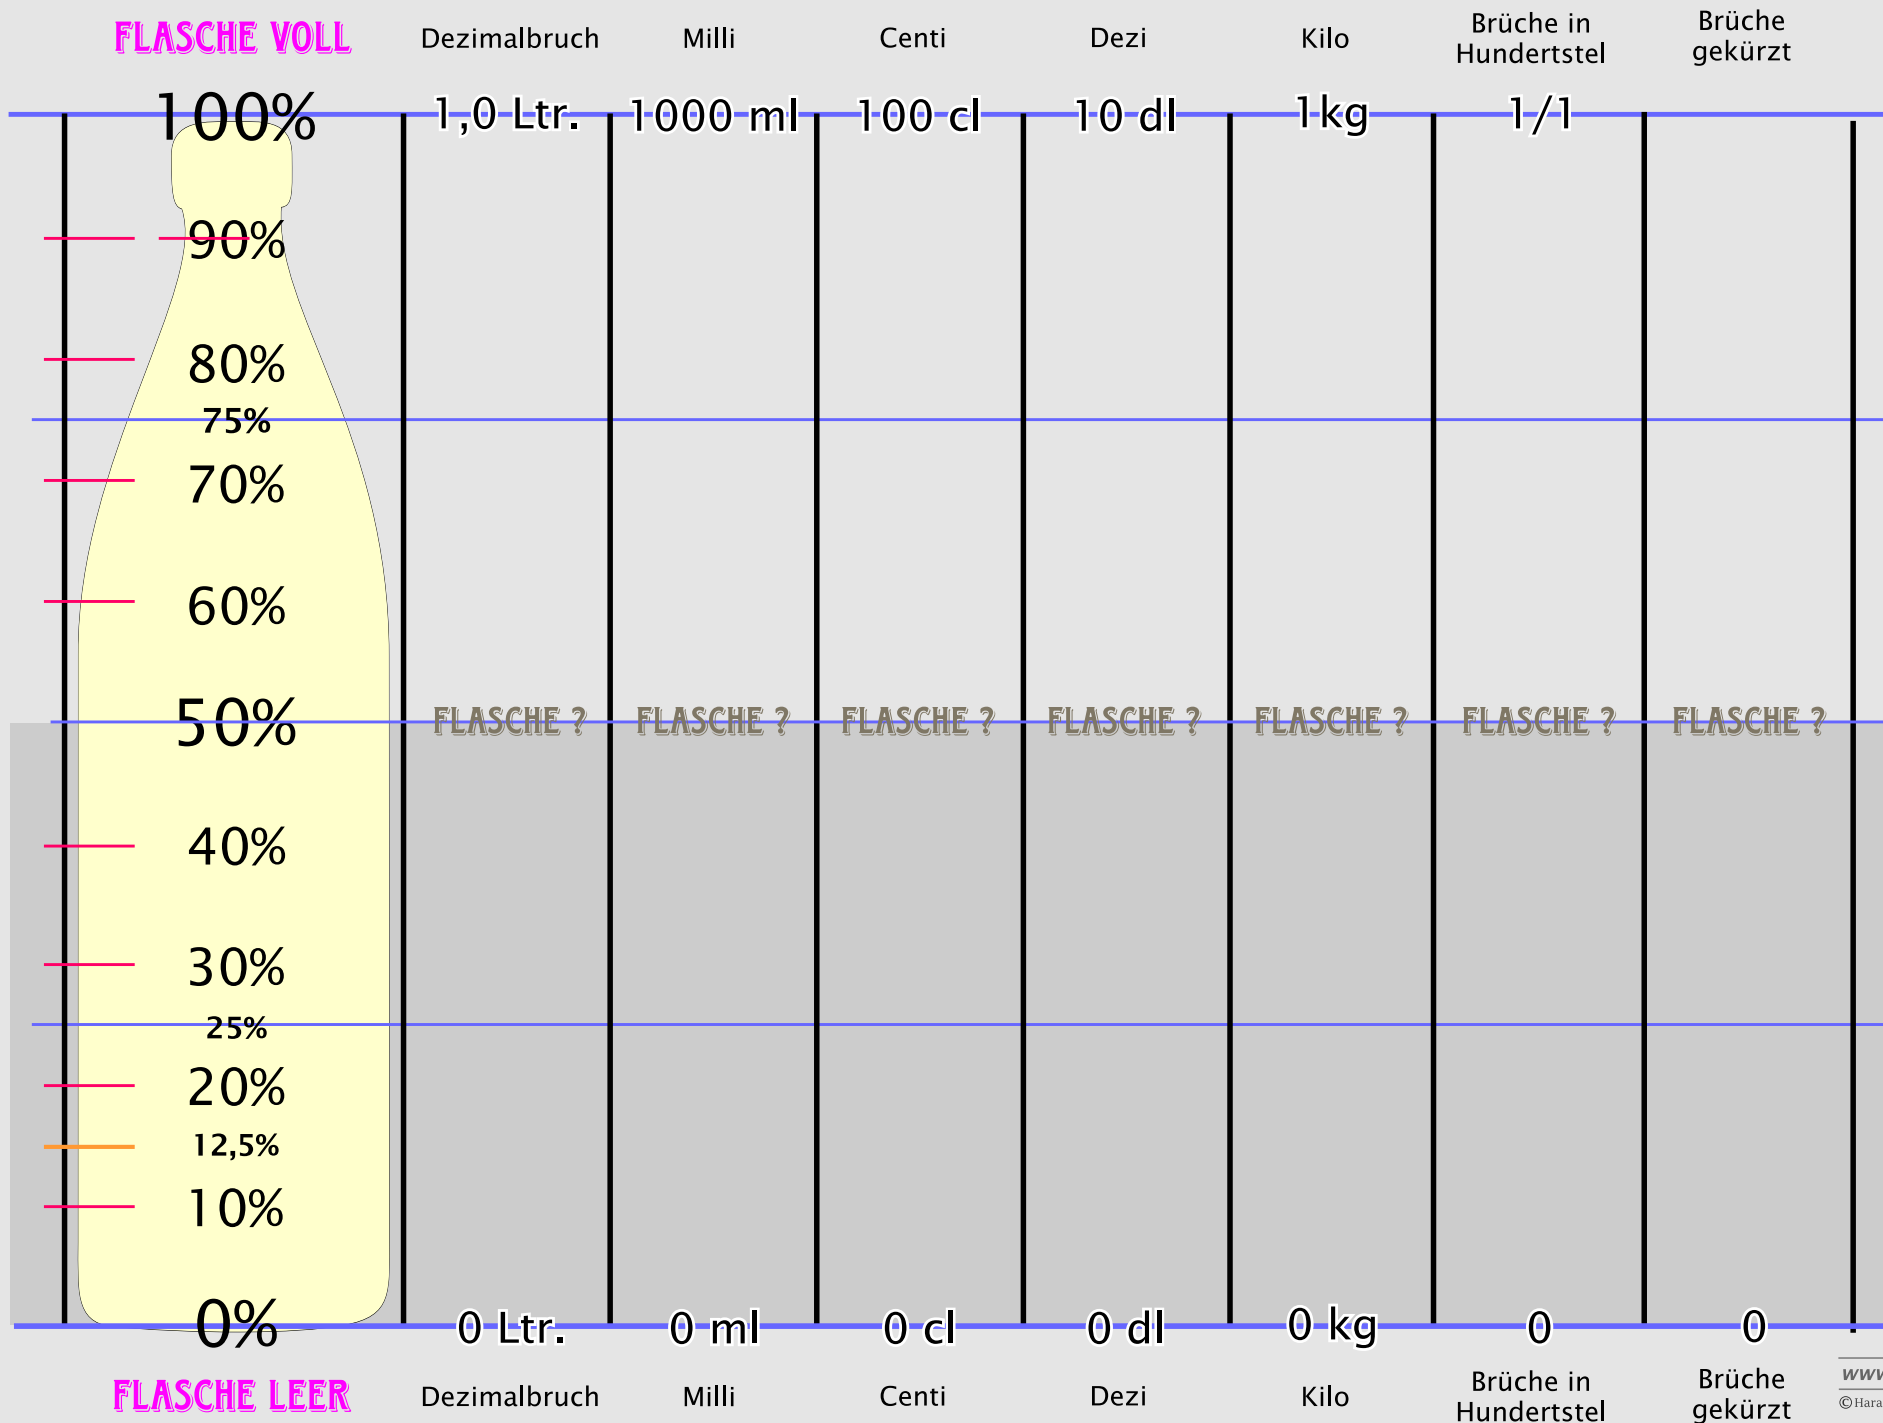 FLASCHE VOLL
Dezimalbruch
Milli
Centi
Dezi
Kilo
Brüche in
Hundertstel
Brüche
gekürzt
100%
1,0 Ltr.
1000 ml
100 cl
10 dl
1kg
1/1
90%
80%
75%
70%
60%
50%
FLASCHE ?
FLASCHE ?
FLASCHE ?
FLASCHE ?
FLASCHE ?
FLASCHE ?
FLASCHE ?
40%
30%
25%
20%
12,5%
10%
0%
0 Ltr.
0 ml
0 cl
0 dl
0 kg
0
0
FLASCHE LEER
Dezimalbruch
Milli
Centi
Dezi
Kilo
Brüche in
Hundertstel
Brüche
gekürzt
www
©Hara